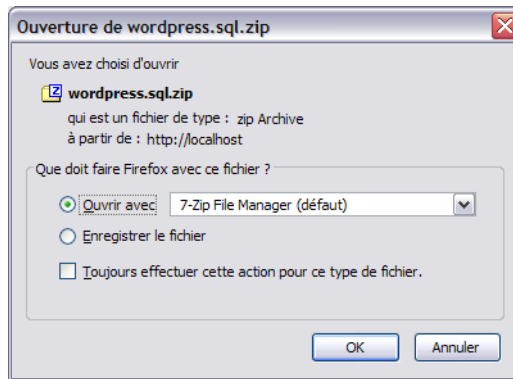 Ouverture de wordpress.sql.zip
Vous avez choisi d'ouvrir
wordpress.sql.zip
qui est un fichier de type : zip Archive
à partir de : http://localhost
Que doit faire Firefox avec ce fichier ?
Ouvrir avec 7-Zip File Manager (défaut)
Enregistrer le fichier
Toujours effectuer cette action pour ce type de fichier.
OK Annuler